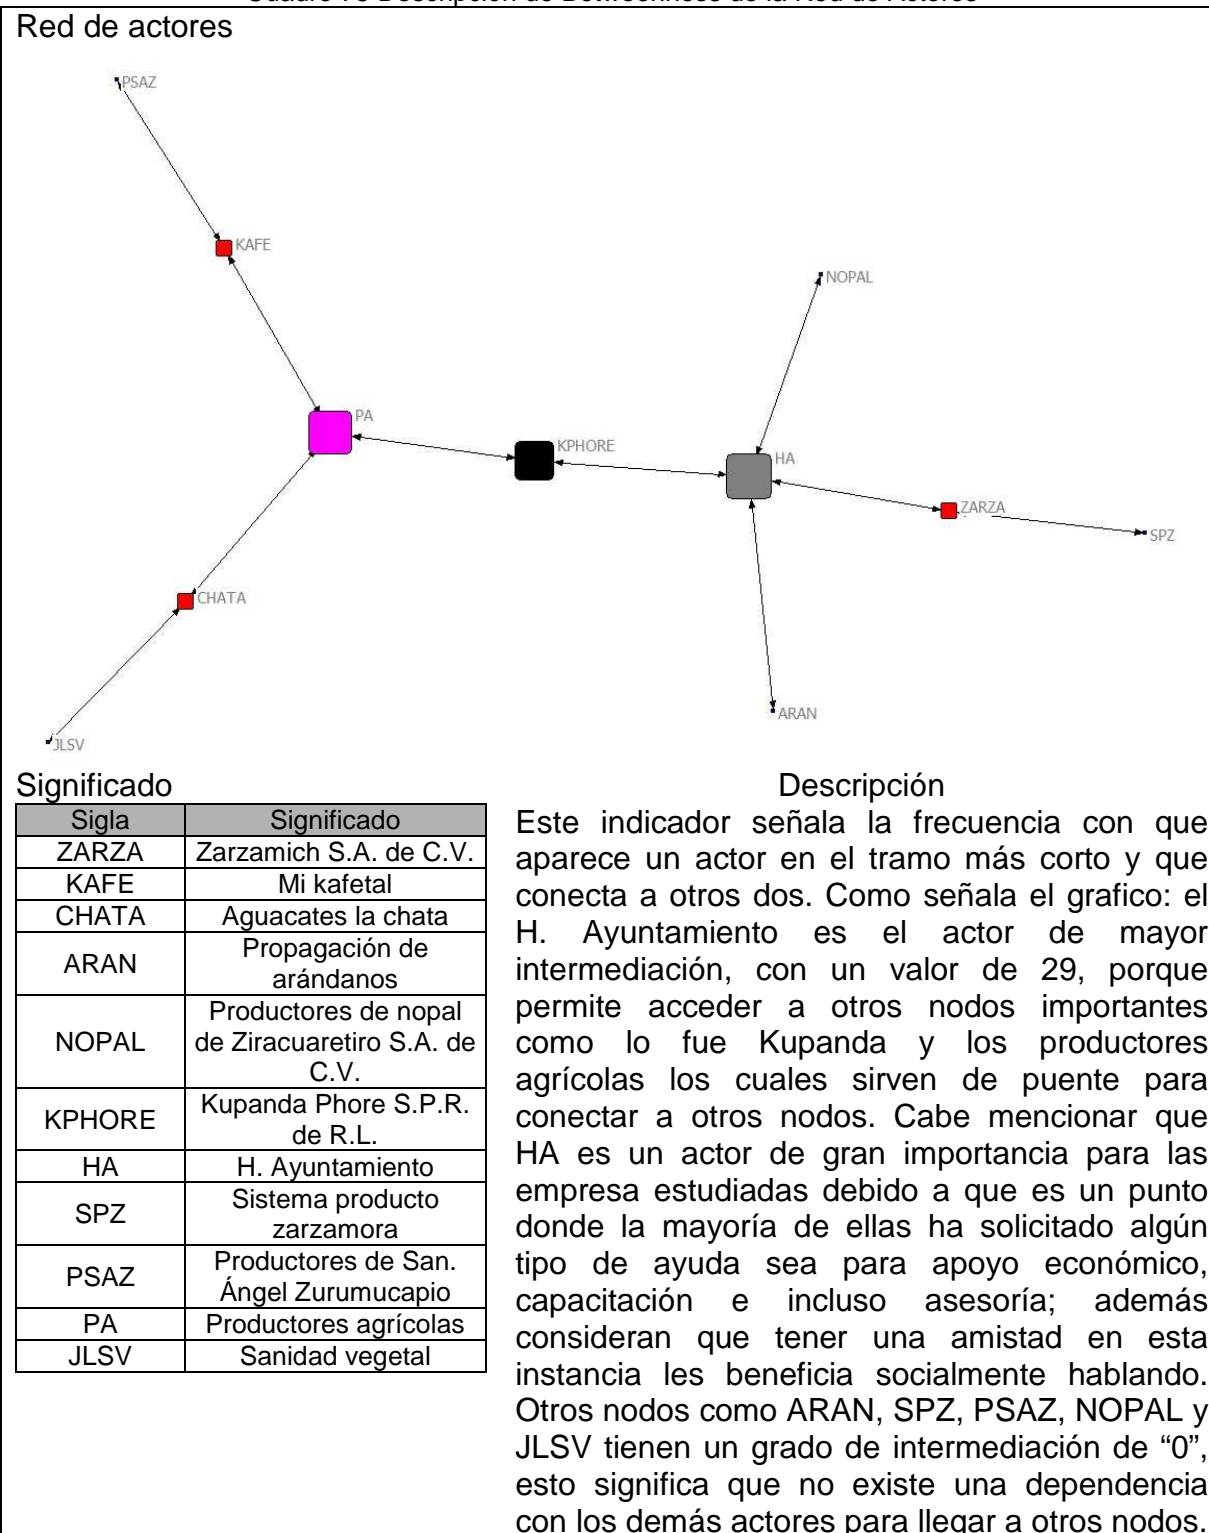 Red de actores
PSAZ
KAFE
NOPAL
PA
KPHORE
HA
ZARZA
SPZ
CHATA
ARAN
JLSV
Significado
Sigla Significado
ZARZA Zarzamich S.A. de C.V.
KAFE Mi kafetal
CHATA Aguacates la chata
ARAN Propagación de
arándanos
NOPAL Productores de nopal
de Ziracuaretiro S.A. de
C.V.
KPHORE Kupanda Phore S.P.R.
de R.L.
HA H. Ayuntamiento
SPZ Sistema producto
zarzamora
PSAZ Productores de San.
Ángel Zurumucapio
PA Productores agrícolas
JLSV Sanidad vegetal
Descripción
Este indicador señala la frecuencia con que
aparece un actor en el tramo más corto y que
conecta a otros dos. Como señala el grafico: el
H. Ayuntamiento es el actor de mayor
intermediación, con un valor de 29, porque
permite acceder a otros nodos importantes
como lo fue Kupanda y los productores
agrícolas los cuales sirven de puente para
conectar a otros nodos. Cabe mencionar que
HA es un actor de gran importancia para las
empresa estudiadas debido a que es un punto
donde la mayoría de ellas ha solicitado algún
tipo de ayuda sea para apoyo económico,
capacitación e incluso asesoría; además
consideran que tener una amistad en esta
instancia les beneficia socialmente hablando.
Otros nodos como ARAN, SPZ, PSAZ, NOPAL y
JLSV tienen un grado de intermediación de “0”,
esto significa que no existe una dependencia
con los demás actores para llegar a otros nodos.